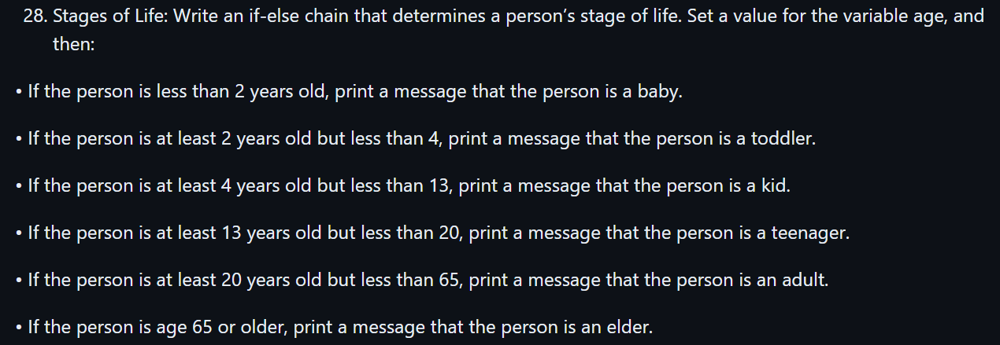 28. Stages of Life: Write an if-else chain that determines a person’s stage of life. Set a value for the variable age, and
then:
• If the person is less than 2 years old, print a message that the person is a baby.
• If the person is at least 2 years old but less than 4, print a message that the person is a toddler.
• If the person is at least 4 years old but less than 13, print a message that the person is a kid.
• If the person is at least 13 years old but less than 20, print a message that the person is a teenager.
• If the person is at least 20 years old but less than 65, print a message that the person is an adult.
• If the person is age 65 or older, print a message that the person is an elder.